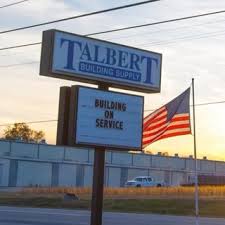 TALBERT
BUILDING SUPPLY
BUILDING
ON
SERVICE